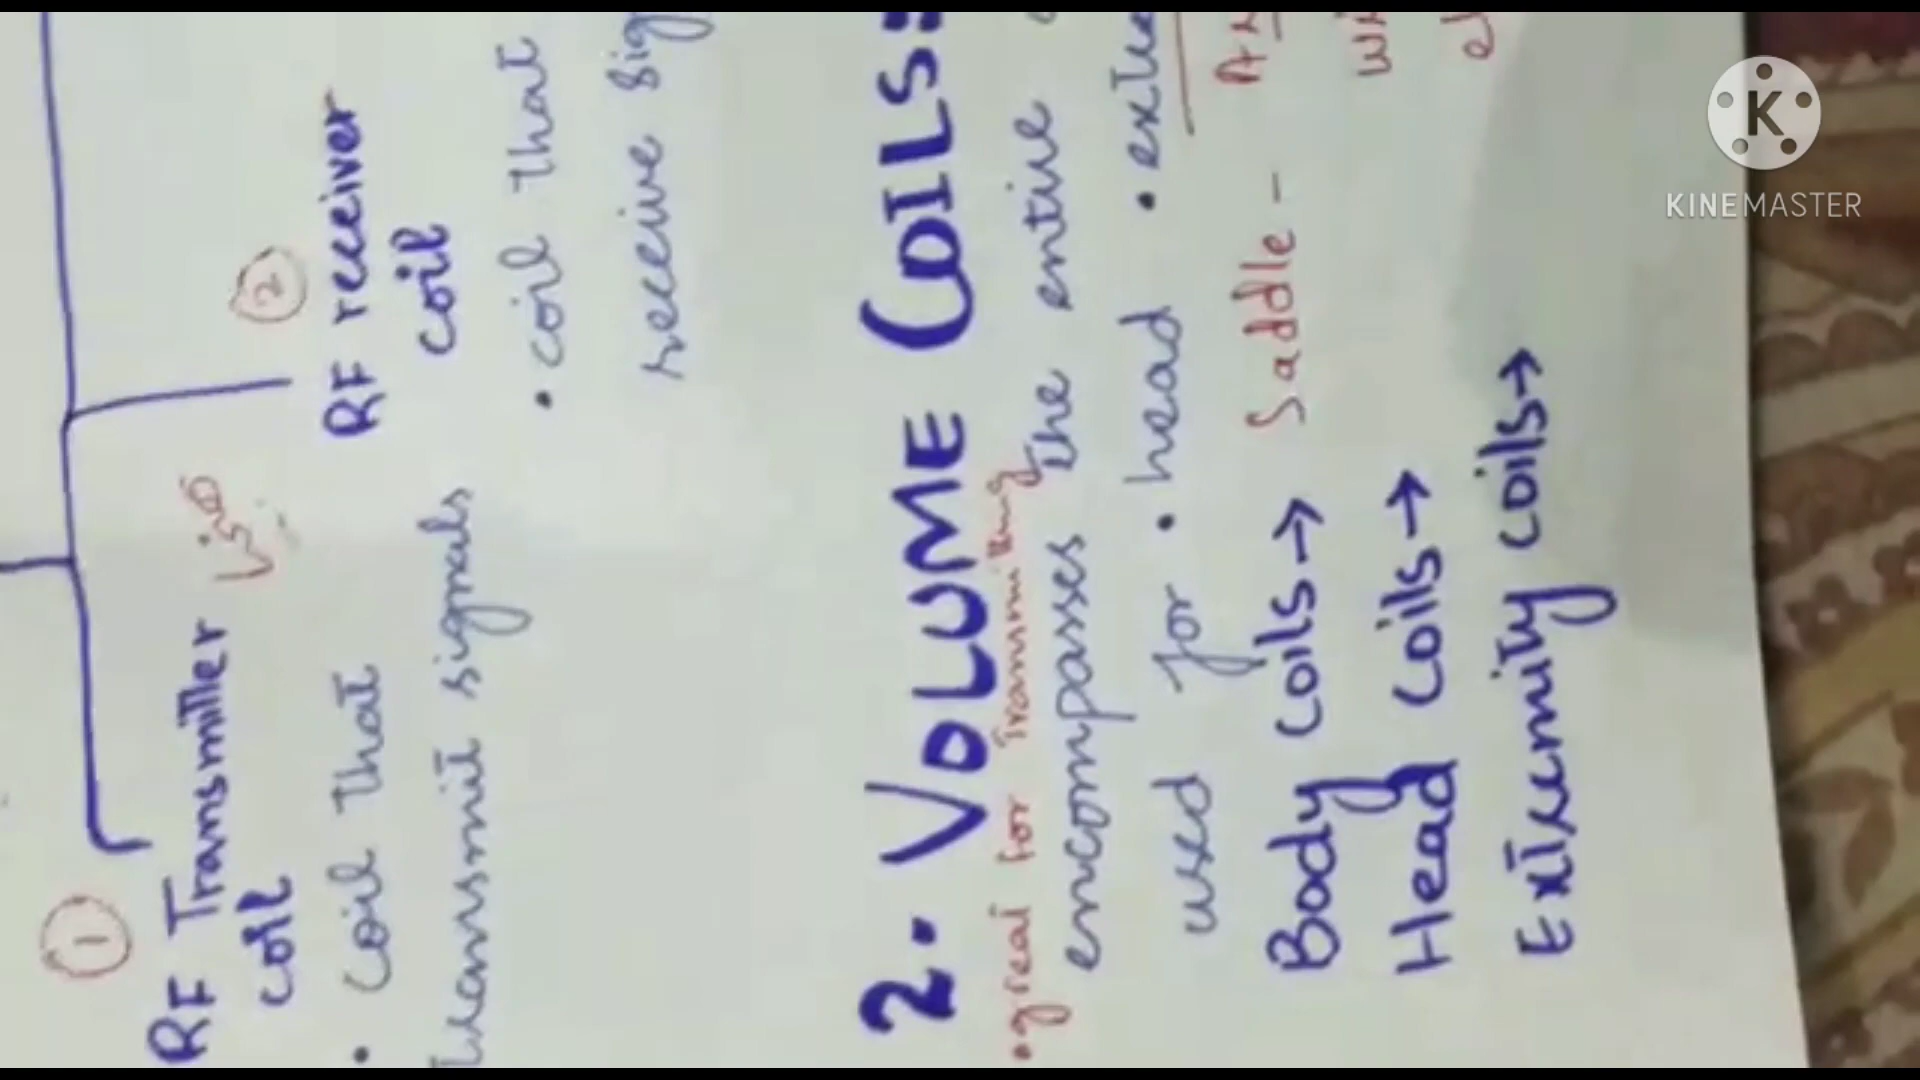 1
RF Transmitter
coil
• coil that
transmit signals
2
RF receiver
coil
• coil that
receive sig
2. VOLUME COILS:
• great for Transmitting
encompasses the entire
used for • head • extre
Body coils→ Saddle -
Head coils→
Extremity coils→
K
KINEMASTER